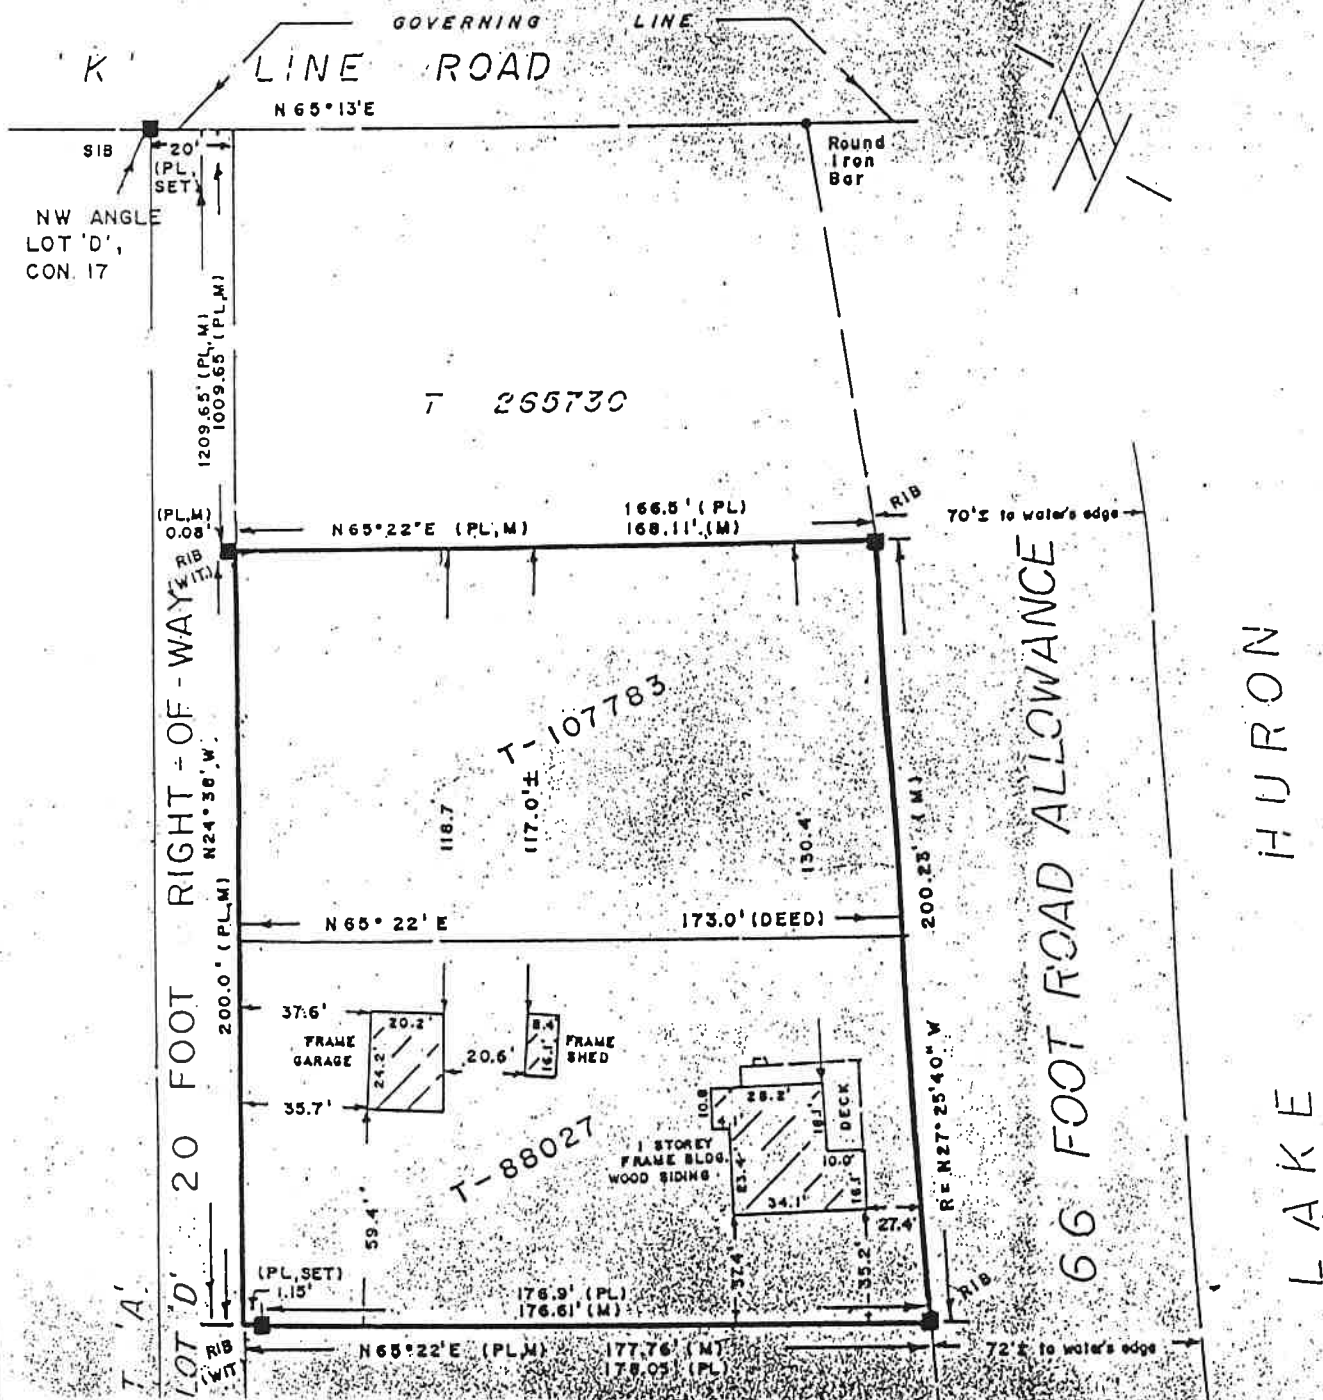 GOVERNING LINE
'K' LINE ROAD
N 65°13'E
SIB
20'
(PL,
SET)
Round
Iron
Bar
NW ANGLE
LOT 'D',
CON. 17
1209.65' (PL,M)
1009.65' (PL,M)
T 265730
(PL,M)
0.08'
RIB
(WIT.)
N65°22'E (PL,M)
166.5' (PL)
168.11' (M)
RIB
70'± to water's edge
T-107783
118.7'
117.0'±
130.4'
200.23' (M)
N24°38'W
200.0' (PL,M)
N 65° 22' E
173.0' (DEED)
37.6'
20.2'
FRAME
GARAGE
24.2'
20.6'
8.4'
16.1'
FRAME
SHED
35.7'
59.4'
T-88027
1 STOREY
FRAME BLDG.
WOOD SIDING
10.8
28.2'
18.1'
DECK
10.0'
23.4'
34.1'
16.1'
27.4'
37.4'
35.2'
R=N27°25'40"W
RIB
(PL,SET)
1.15'
176.9' (PL)
176.61' (M)
RIB
(WIT
N65°22'E (PL,M)
177.76' (M)
178.05' (PL)
72'± to water's edge
LOT 'D' 20 FOOT RIGHT-OF-WAY
T 'A'
66 FOOT ROAD ALLOWANCE
LAKE HURON